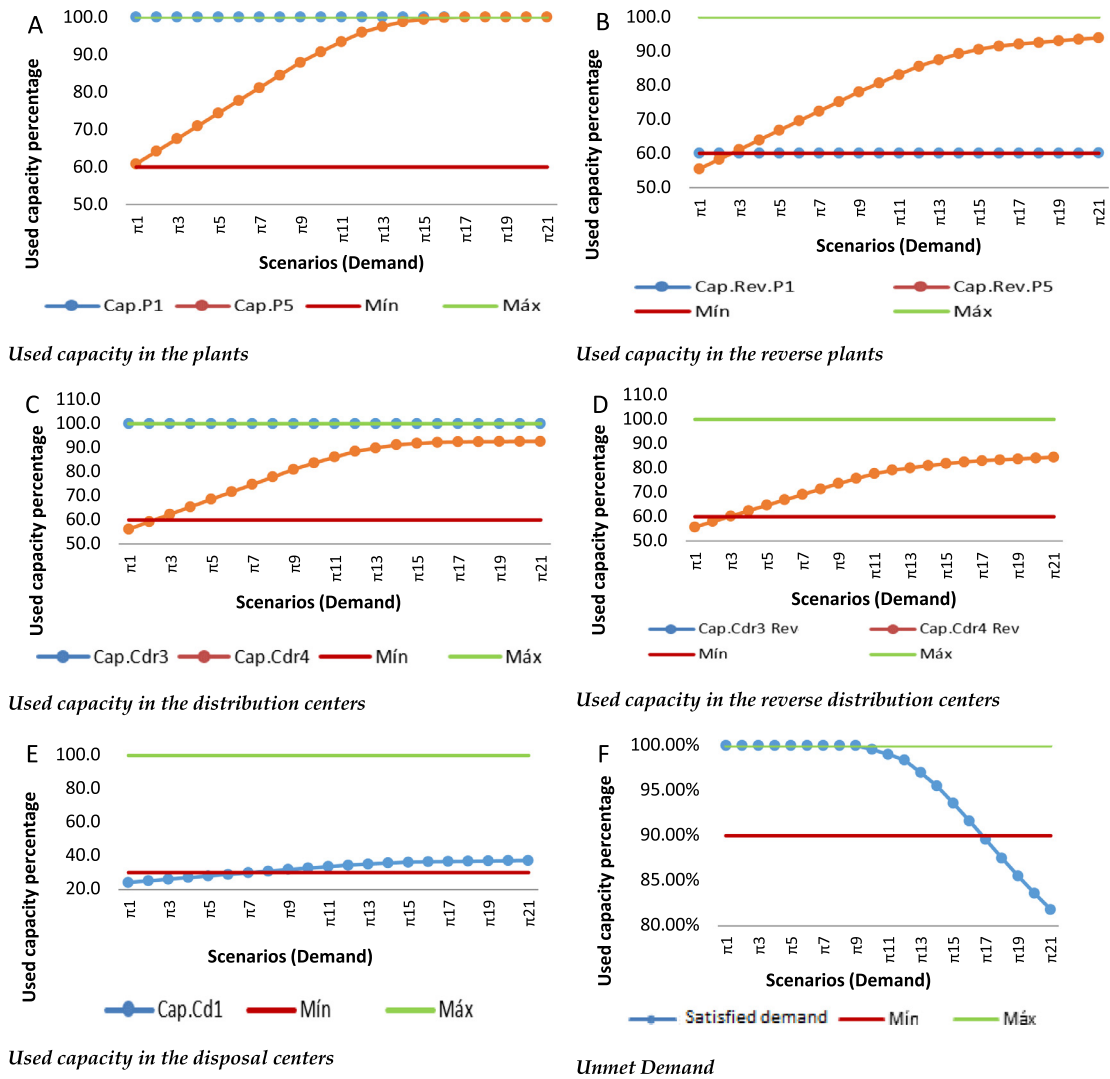 A
Used capacity percentage
100.0
90.0
80.0
70.0
60.0
50.0
π1 π3 π5 π7 π9 π11 π13 π15 π17 π19 π21
Scenarios (Demand)
Cap.P1 Cap.P5 Mín Máx
Used capacity in the plants
B
Used capacity percentage
100.0
90.0
80.0
70.0
60.0
50.0
π1 π3 π5 π7 π9 π11 π13 π15 π17 π19 π21
Scenarios (Demand)
Cap.Rev.P1 Cap.Rev.P5
Mín Máx
Used capacity in the reverse plants
C
Used capacity percentage
110.0
100.0
90.0
80.0
70.0
60.0
50.0
π1 π3 π5 π7 π9 π11 π13 π15 π17 π19 π21
Scenarios (Demand)
Cap.Cdr3 Cap.Cdr4 Mín Máx
Used capacity in the distribution centers
D
Used capacity percentage
110.0
100.0
90.0
80.0
70.0
60.0
50.0
π1 π3 π5 π7 π9 π11 π13 π15 π17 π19 π21
Scenarios (Demand)
Cap.Cdr3 Rev Cap.Cdr4 Rev
Mín Máx
Used capacity in the reverse distribution centers
E
Used capacity percentage
100.0
80.0
60.0
40.0
20.0
π1 π3 π5 π7 π9 π11 π13 π15 π17 π19 π21
Scenarios (Demand)
Cap.Cd1 Mín Máx
Used capacity in the disposal centers
F
Used capacity percentage
100.00%
95.00%
90.00%
85.00%
80.00%
π1 π3 π5 π7 π9 π11 π13 π15 π17 π19 π21
Scenarios (Demand)
Satisfied demand Mín Máx
Unmet Demand